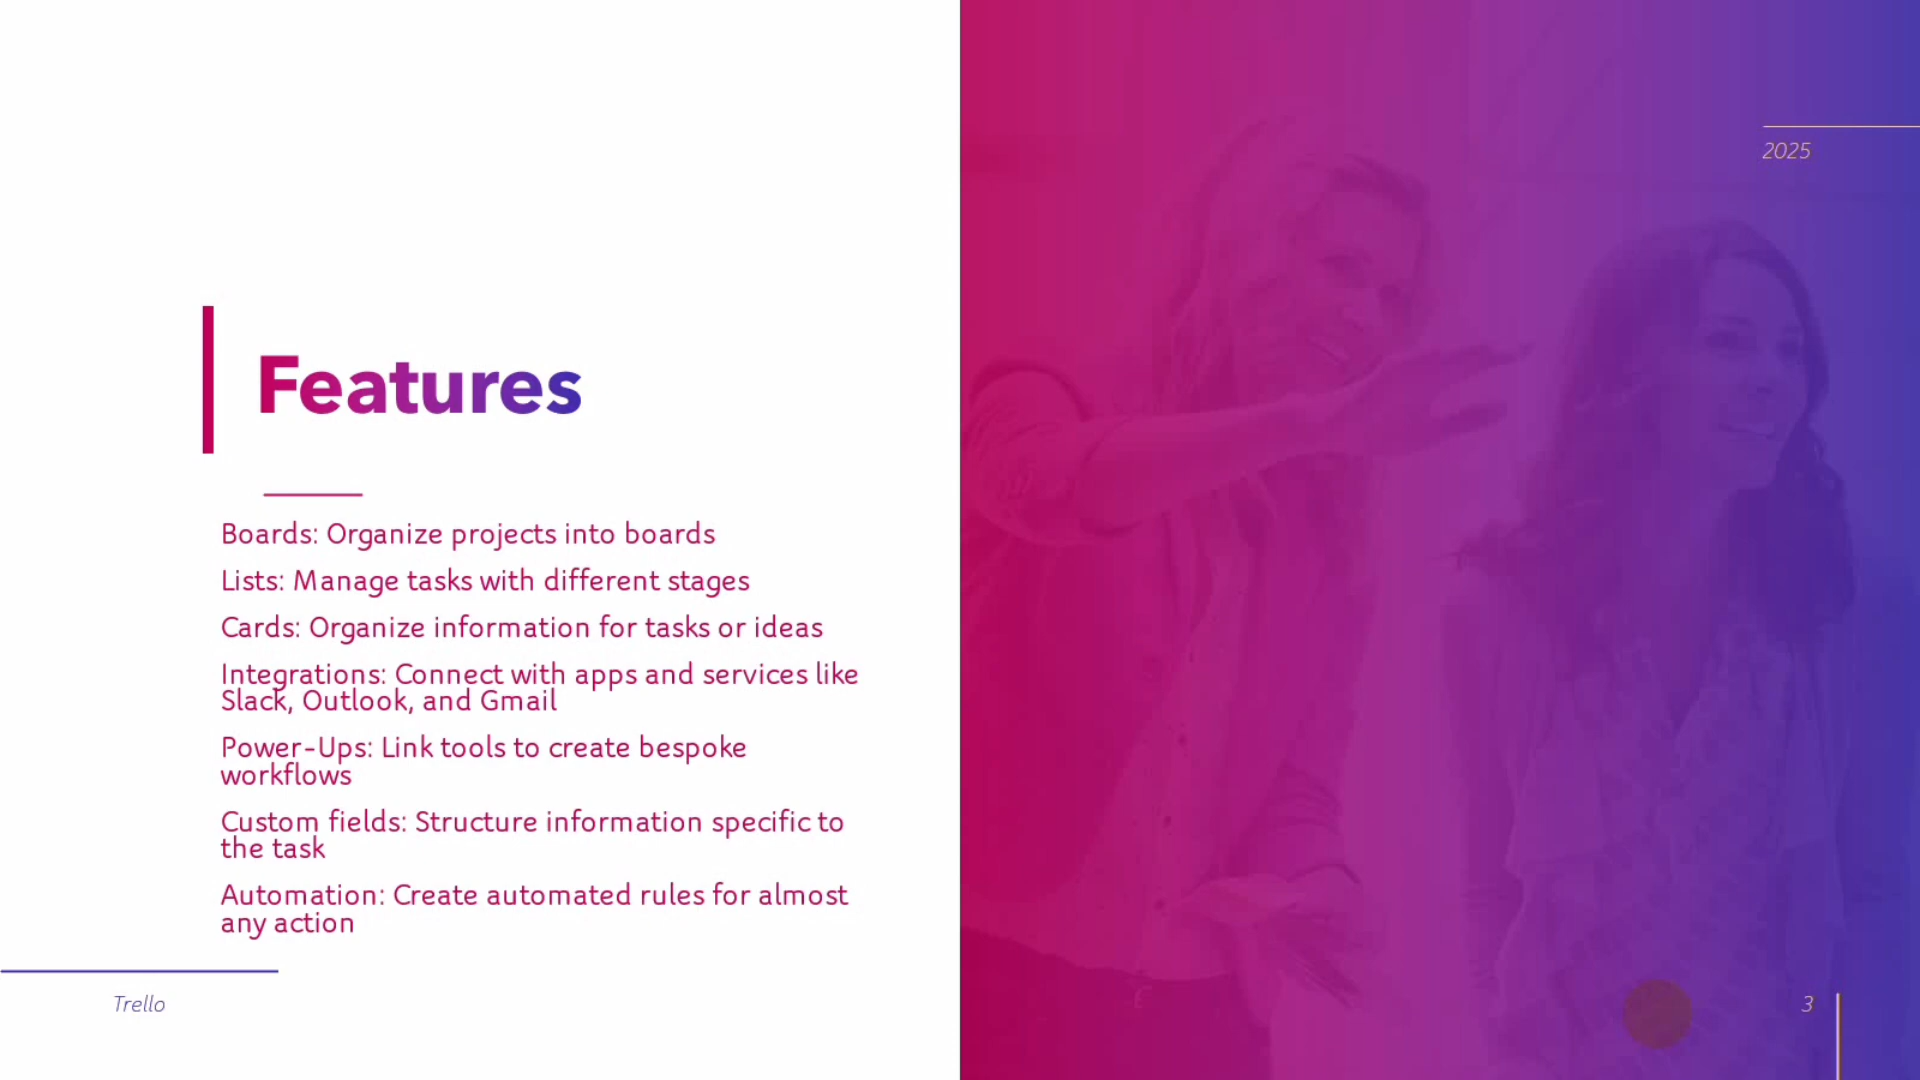 2025
Features
Boards: Organize projects into boards
Lists: Manage tasks with different stages
Cards: Organize information for tasks or ideas
Integrations: Connect with apps and services like
Slack, Outlook, and Gmail
Power-Ups: Link tools to create bespoke
workflows
Custom fields: Structure information specific to
the task
Automation: Create automated rules for almost
any action
Trello
3